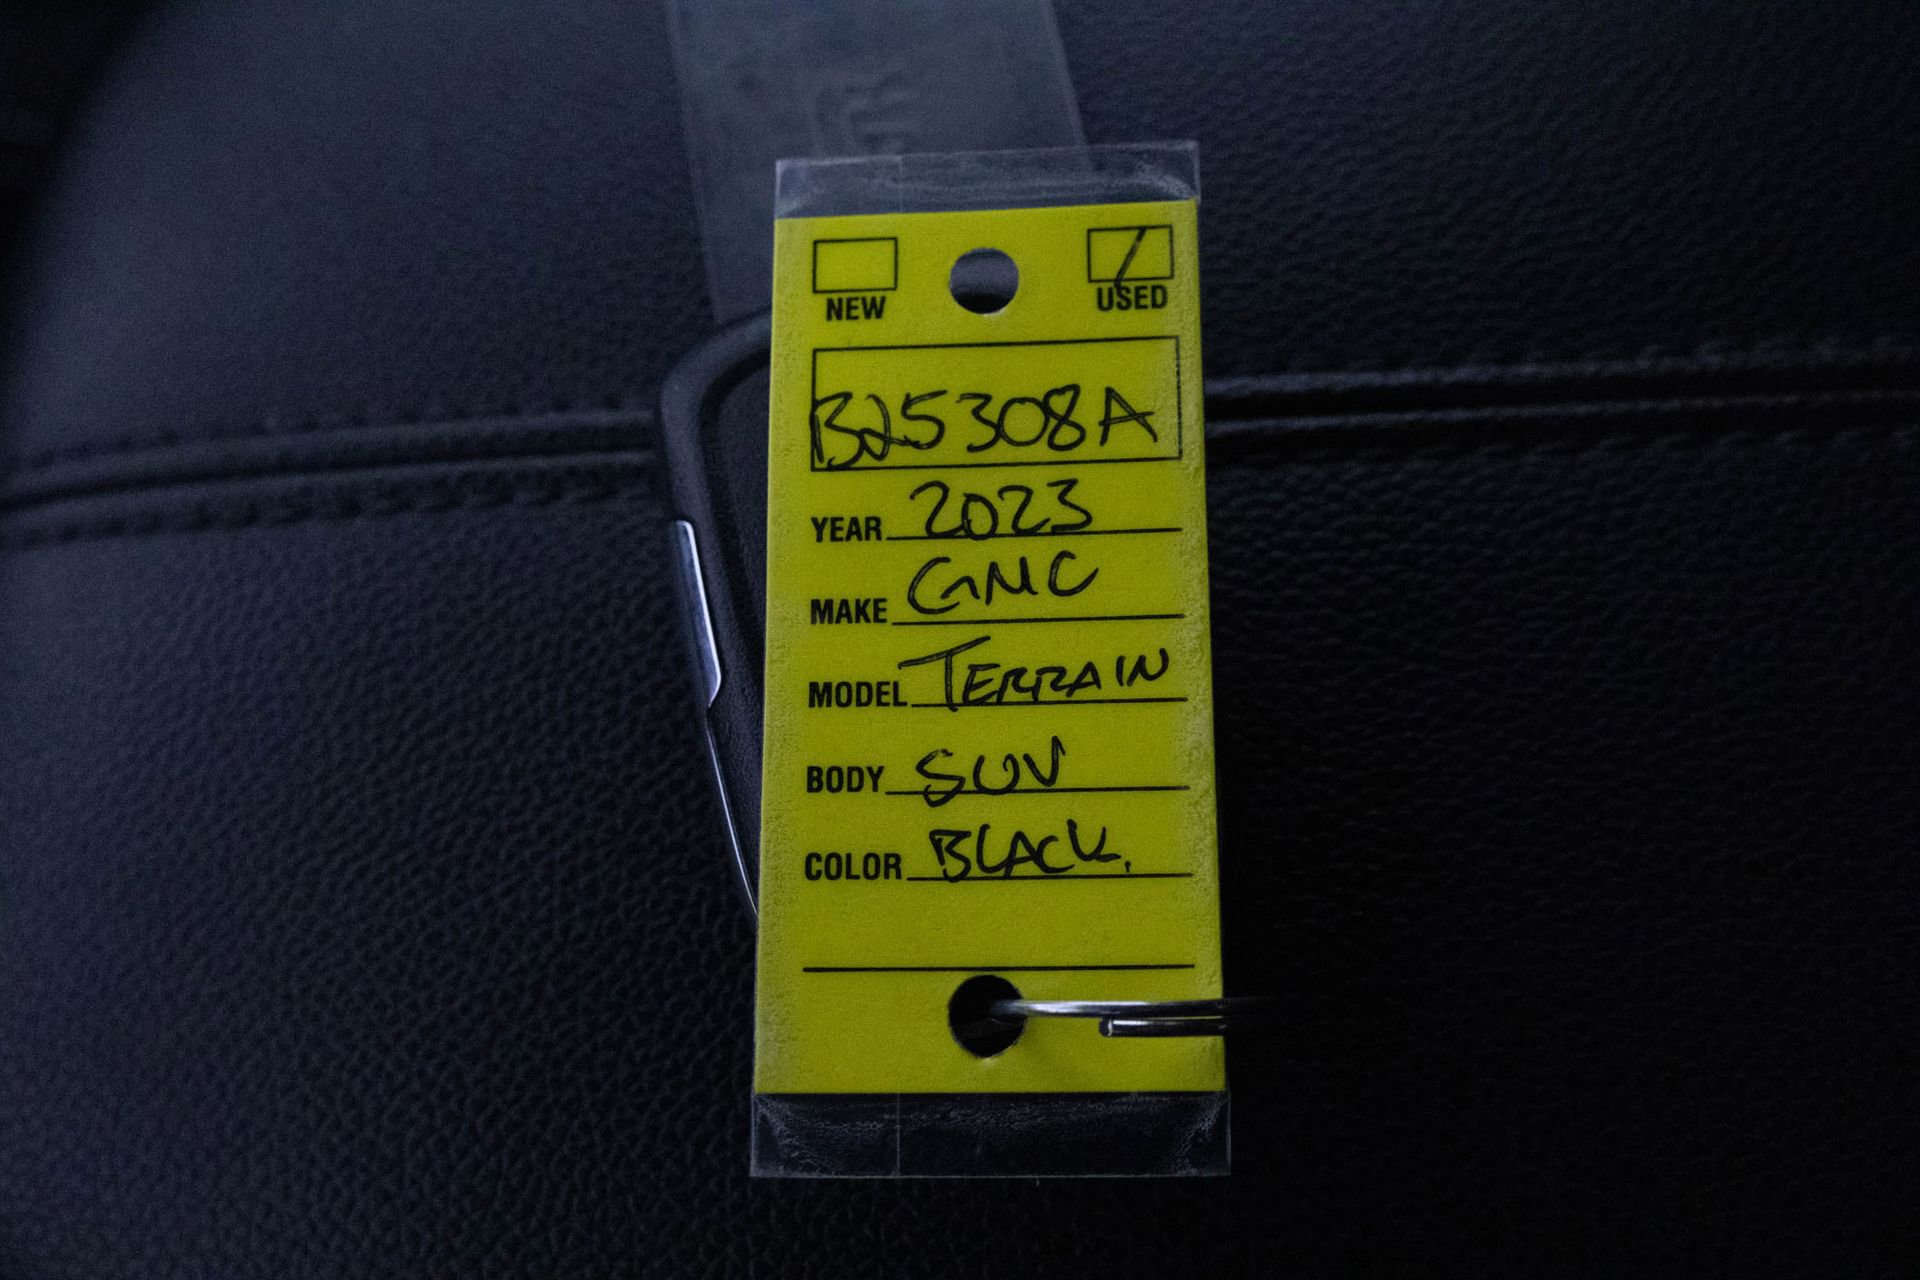 NEW USED
B25308A
YEAR 2023
MAKE GMC
MODEL TERRAIN
BODY SUV
COLOR BLACK.